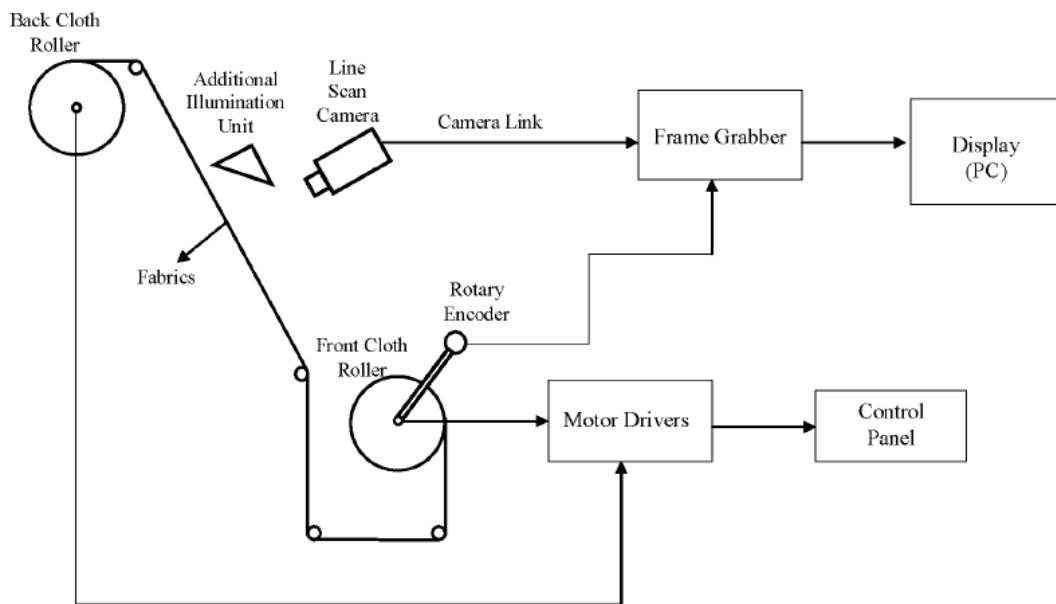 Back Cloth
Roller
Additional
Illumination
Unit
Line
Scan
Camera
Camera Link
Frame Grabber
Display
(PC)
Fabrics
Rotary
Encoder
Front Cloth
Roller
Motor Drivers
Control
Panel